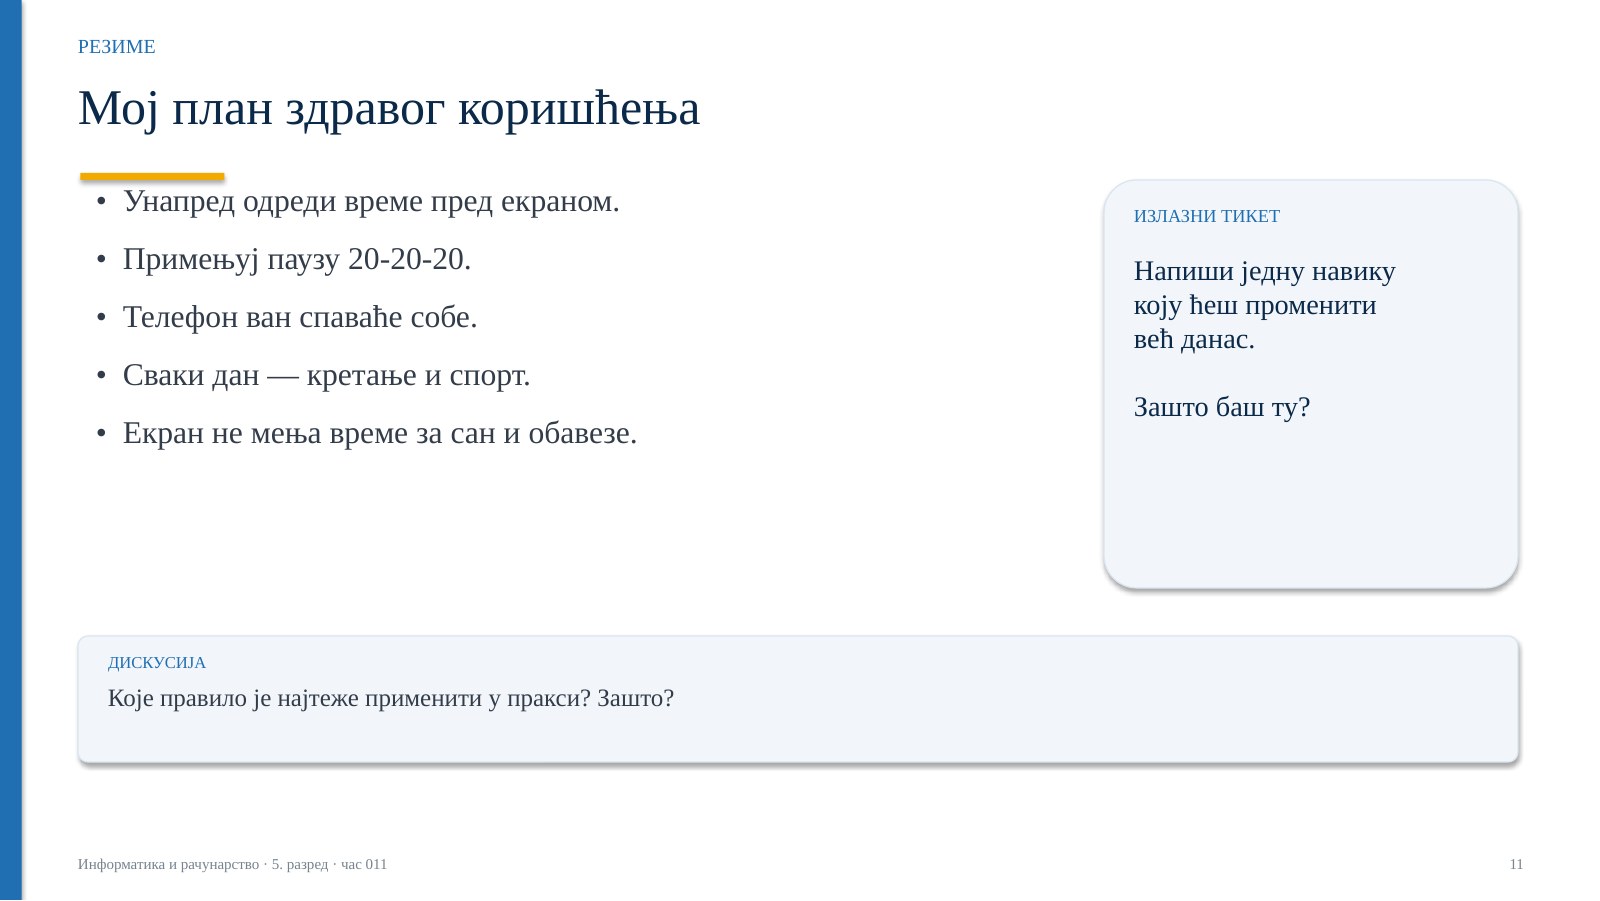 РЕЗИМЕ
Мој план здравог коришћења
• Унапред одреди време пред екраном.
• Примењуј паузу 20-20-20.
• Телефон ван спаваће собе.
• Сваки дан — кретање и спорт.
• Екран не мења време за сан и обавезе.
ИЗЛАЗНИ ТИКЕТ
Напиши једну навику
коју ћеш променити
већ данас.
Зашто баш ту?
ДИСКУСИЈА
Које правило је најтеже применити у пракси? Зашто?
Информатика и рачунарство · 5. разред · час 011
11